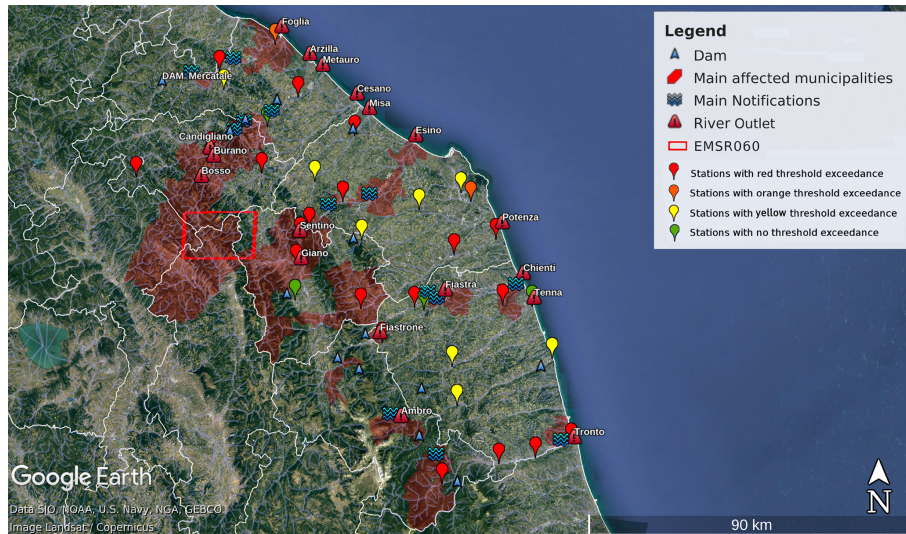 Foglia
Arzilla
Metauro
DAM Mercatale
Cesano
Misa
Esino
Candigliano
Burano
Bosso
Potenza
Sentino
Giano
Chienti
Fiastra
Tenna
Fiastrone
Ambro
Tronto
Legend
Dam
Main affected municipalities
Main Notifications
River Outlet
EMSR060
Stations with red threshold exceedance
Stations with orange threshold exceedance
Stations with yellow threshold exceedance
Stations with no threshold exceedance
Google Earth
Data SIO, NOAA, U.S. Navy, NGA, GEBCO
Image Landsat / Copernicus
90 km
N